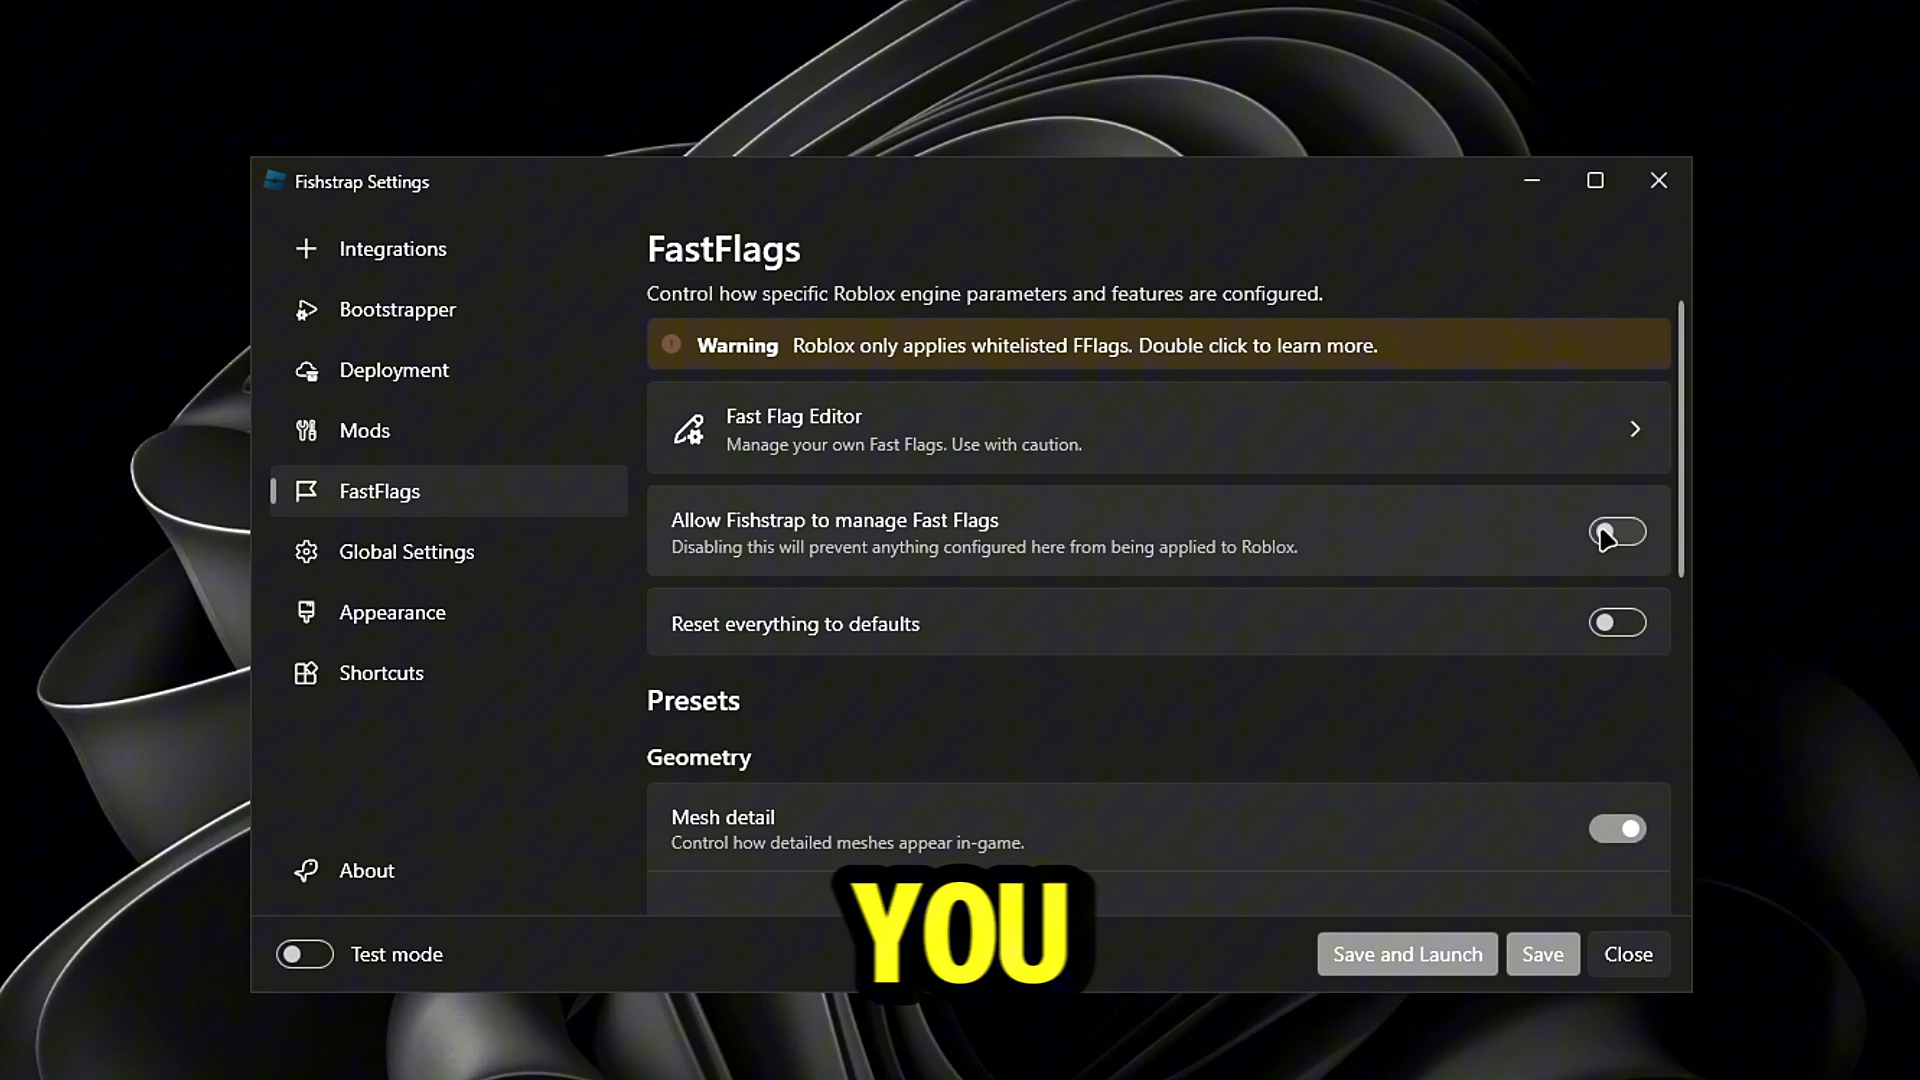 Fishstrap Settings
Integrations
Bootstrapper
Deployment
Mods
FastFlags
Global Settings
Appearance
Shortcuts
About
FastFlags
Control how specific Roblox engine parameters and features are configured.
Warning Roblox only applies whitelisted FFlags. Double click to learn more.
Fast Flag Editor
Manage your own Fast Flags. Use with caution.
Allow Fishstrap to manage Fast Flags
Disabling this will prevent anything configured here from being applied to Roblox.
Reset everything to defaults
Presets
Geometry
Mesh detail
Control how detailed meshes appear in-game.
YOU
Test mode
Save and Launch
Save
Close